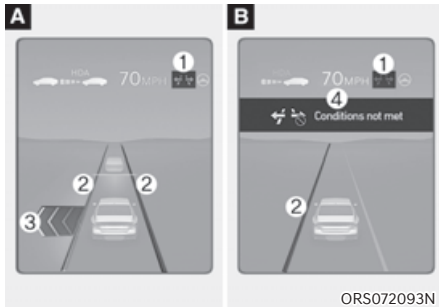 A
B
HDA 70MPH 1
70MPH 1
4
Conditions not met
2 2
2
3
ORS072093N